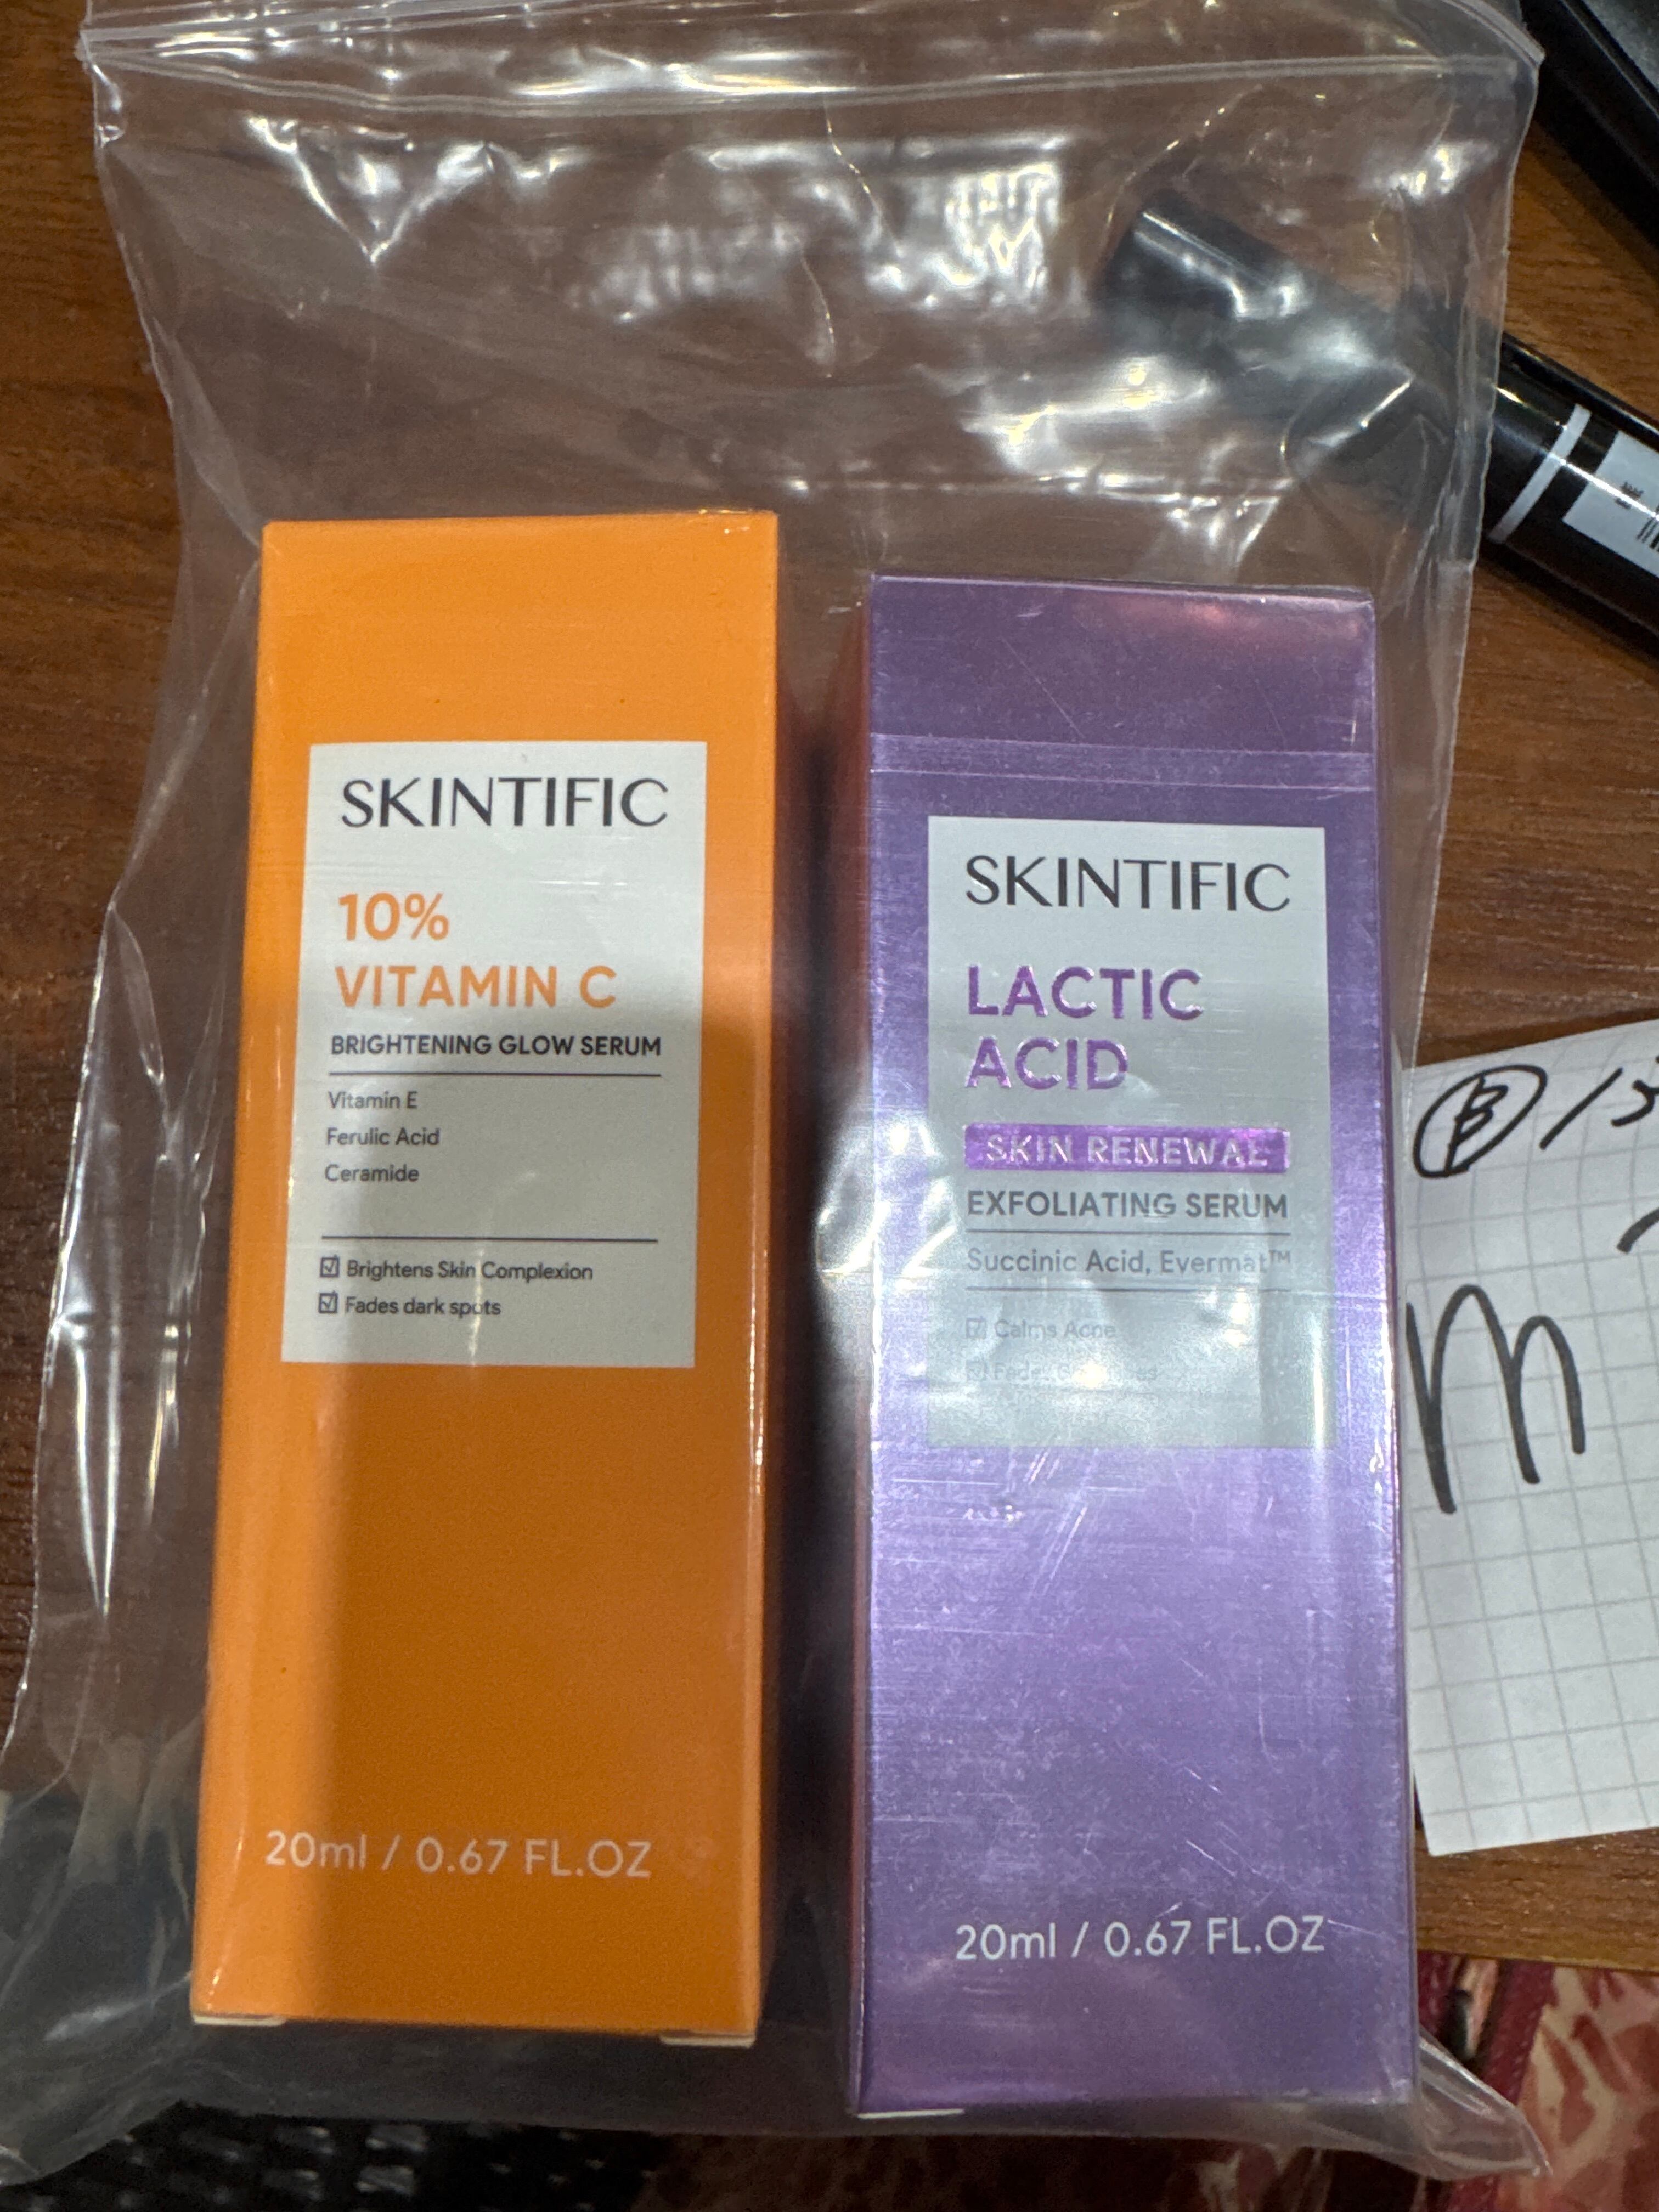 SKINTIFIC
10%
VITAMIN C
BRIGHTENING GLOW SERUM
Vitamin E
Ferulic Acid
Ceramide
☑ Brightens Skin Complexion
☑ Fades dark spots
20ml / 0.67 FL.OZ
SKINTIFIC
LACTIC
ACID
SKIN RENEWAL
EXFOLIATING SERUM
Succinic Acid, Evermat™
☑ Calms Acne
20ml / 0.67 FL.OZ